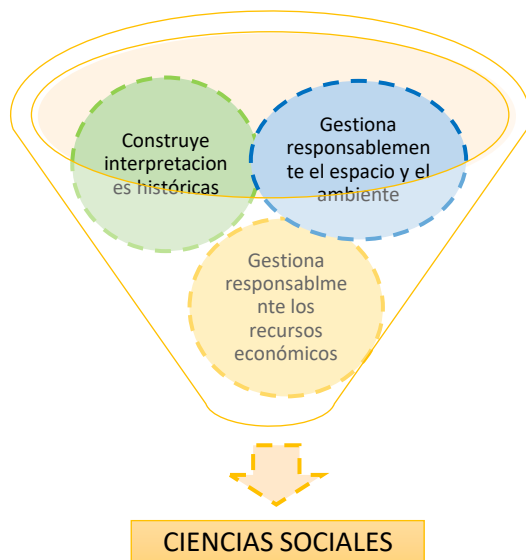 Construye
interpretacion
es históricas
Gestiona
responsablemen
te el espacio y el
ambiente
Gestiona
responsablme
nte los
recursos
económicos
CIENCIAS SOCIALES